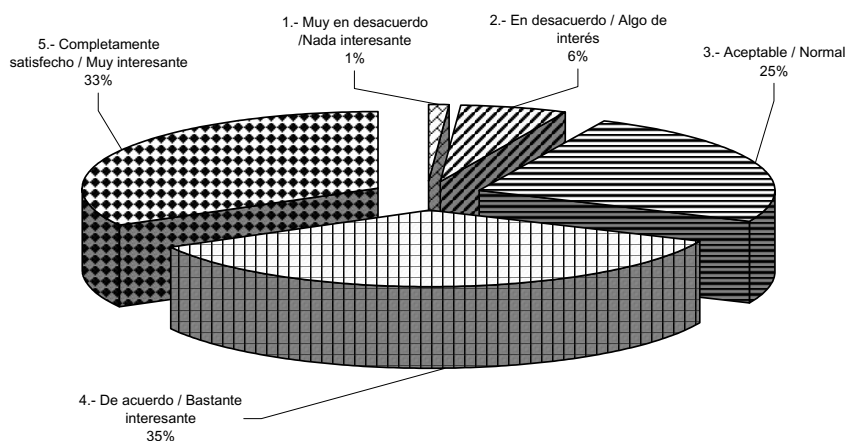 1.- Muy en desacuerdo
/Nada interesante
1%
2.- En desacuerdo / Algo de
interés
6%
3.- Aceptable / Normal
25%
4.- De acuerdo / Bastante
interesante
35%
5.- Completamente
satisfecho / Muy interesante
33%